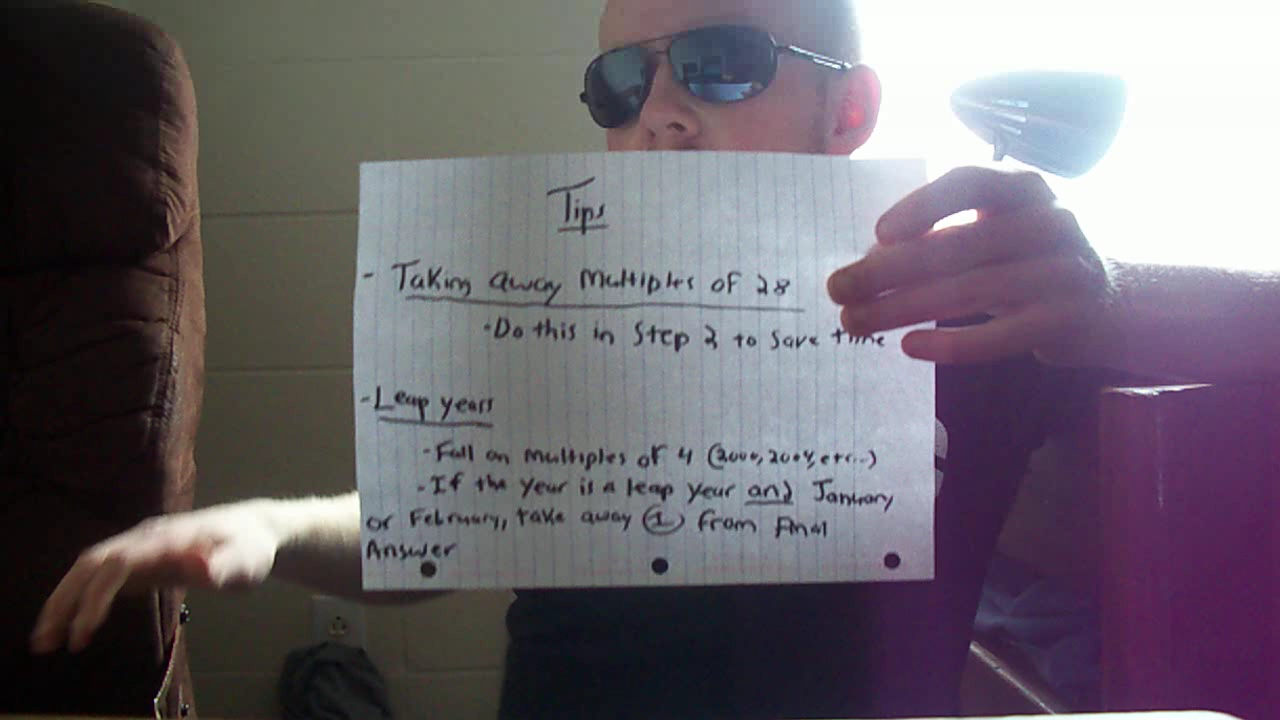 Tips
- Taking away multiples of 28
- Do this in Step 2 to save time
- Leap years
- Fall on multiples of 4 (2000, 2004, etc...)
- If the year is a leap year and January
or February, take away 1 from final
Answer